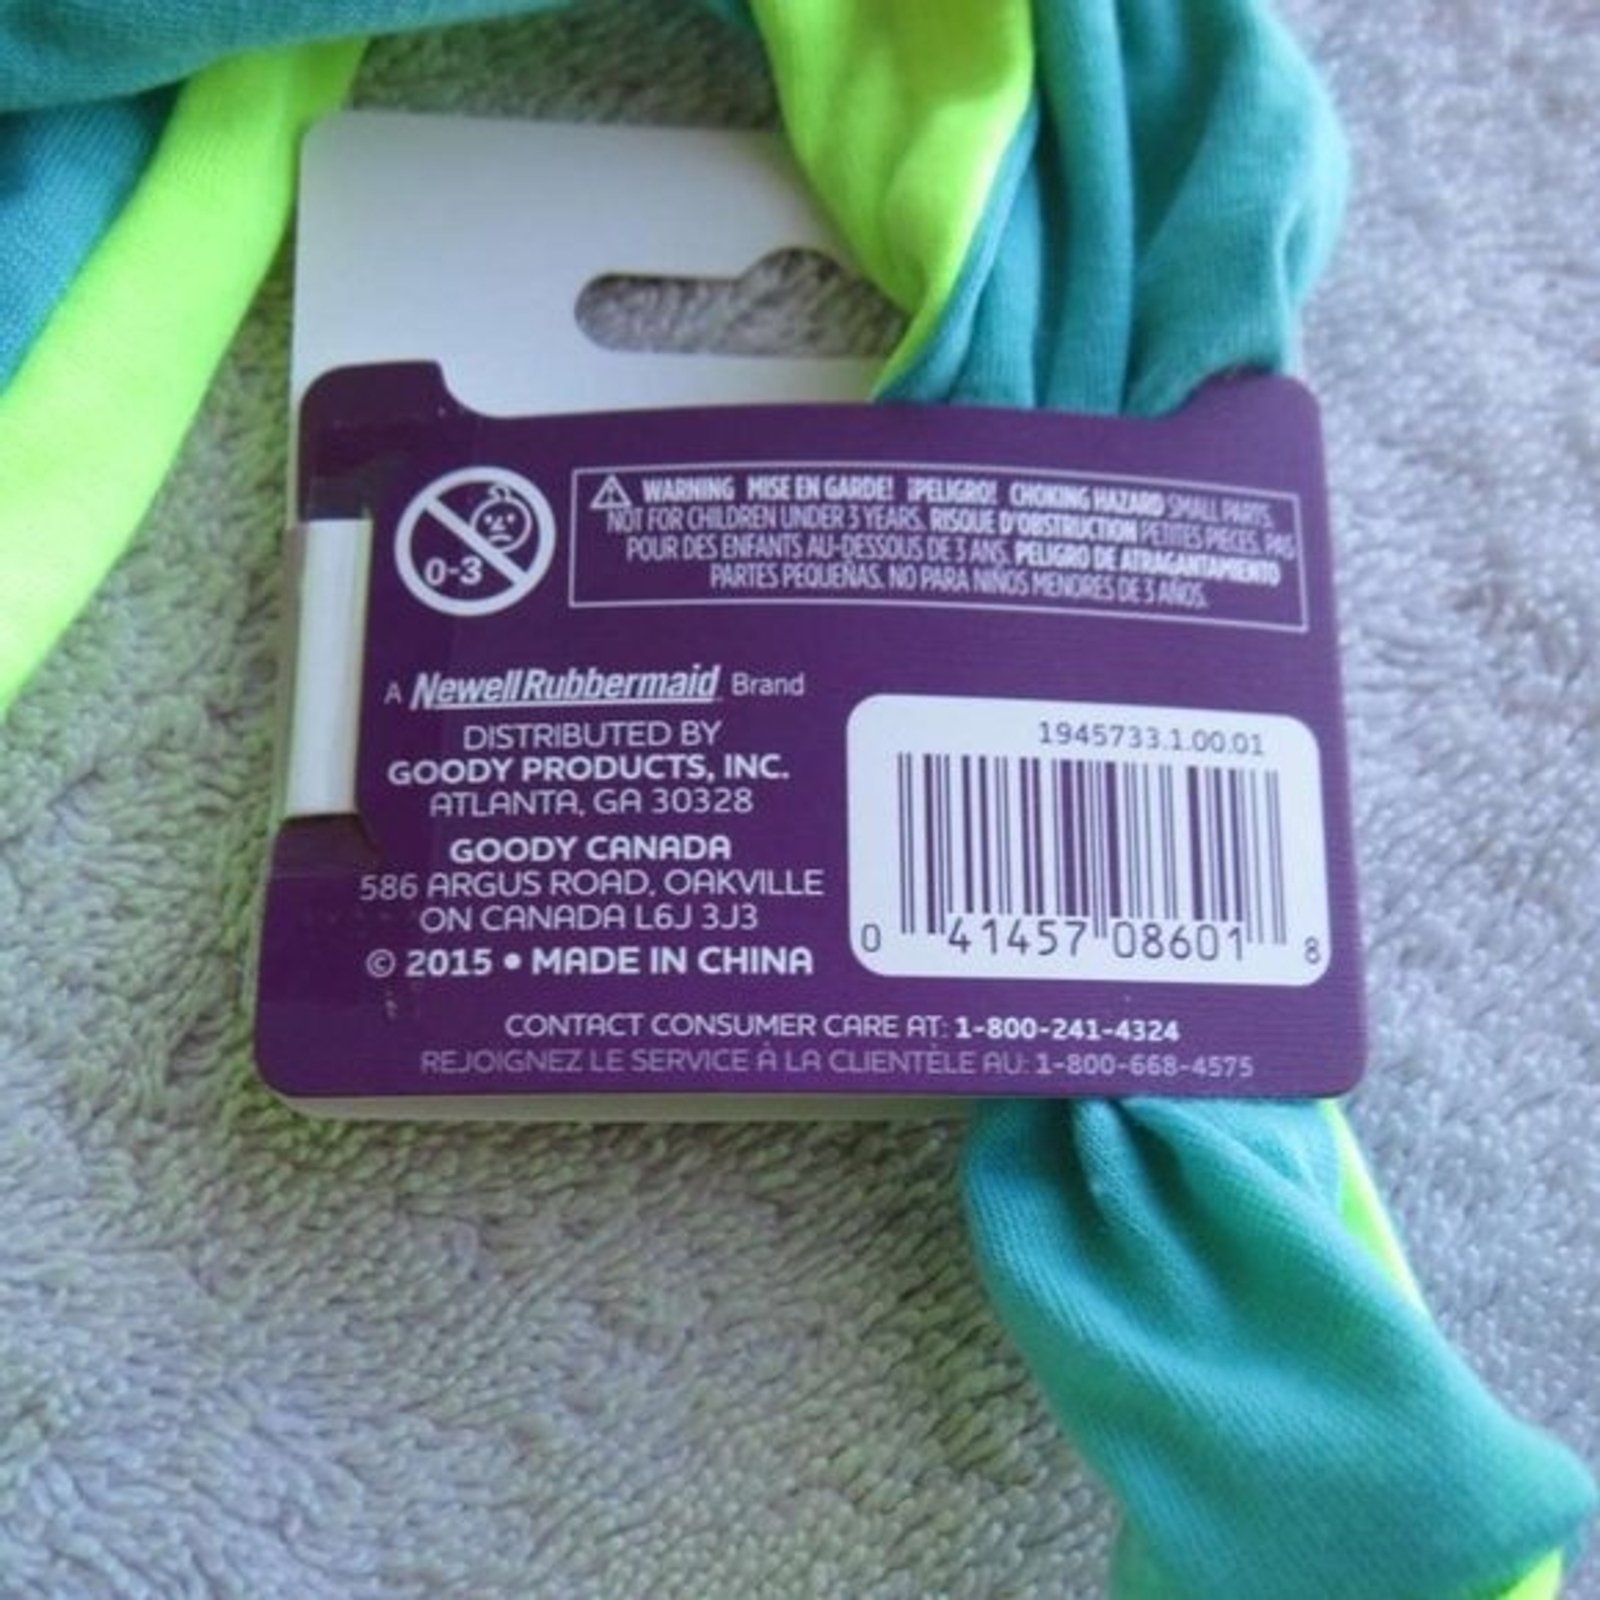 WARNING MISE EN GARDE! ¡PELIGRO! CHOKING HAZARD SMALL PARTS.
NOT FOR CHILDREN UNDER 3 YEARS. RISQUE D'OBSTRUCTION PETITES PIECES. PAS
POUR DES ENFANTS AU-DESSOUS DE 3 ANS. PELIGRO DE ATRAGANTAMIENTO
PARTES PEQUEÑAS. NO PARA NIÑOS MENORES DE 3 AÑOS.
0-3
A NewellRubbermaid Brand
DISTRIBUTED BY
GOODY PRODUCTS, INC.
ATLANTA, GA 30328
GOODY CANADA
586 ARGUS ROAD, OAKVILLE
ON CANADA L6J 3J3
© 2015 • MADE IN CHINA
1945733.1.00.01
0 41457 08601 8
CONTACT CONSUMER CARE AT: 1-800-241-4324
REJOIGNEZ LE SERVICE À LA CLIENTÈLE AU: 1-800-668-4575